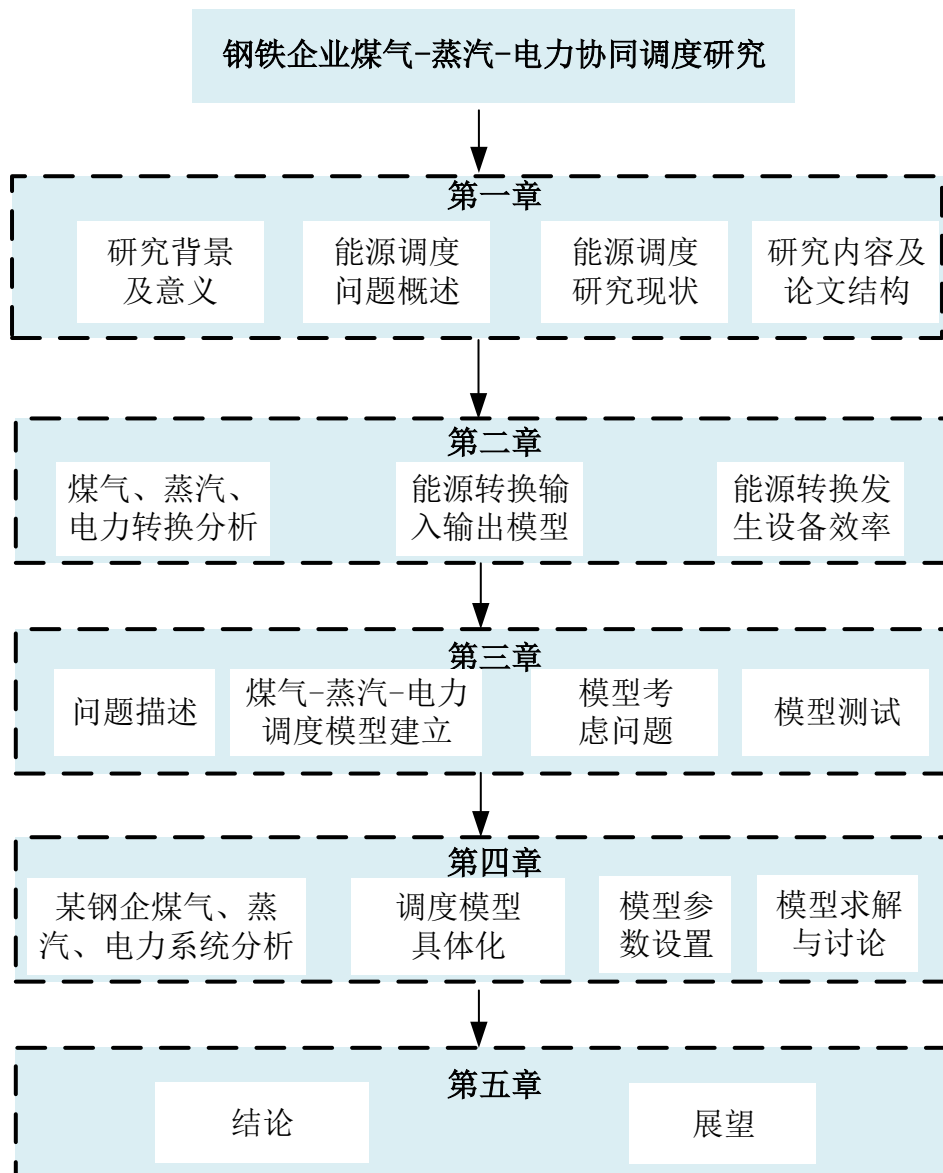 钢铁企业煤气-蒸汽-电力协同调度研究
第一章
研究背景
及意义
能源调度
问题概述
能源调度
研究现状
研究内容及
论文结构
第二章
煤气、蒸汽、
电力转换分析
能源转换输
入输出模型
能源转换发
生设备效率
第三章
问题描述
煤气-蒸汽-电力
调度模型建立
模型考
虑问题
模型测试
第四章
某钢企煤气、蒸
汽、电力系统分析
调度模型
具体化
模型参
数设置
模型求解
与讨论
第五章
结论
展望